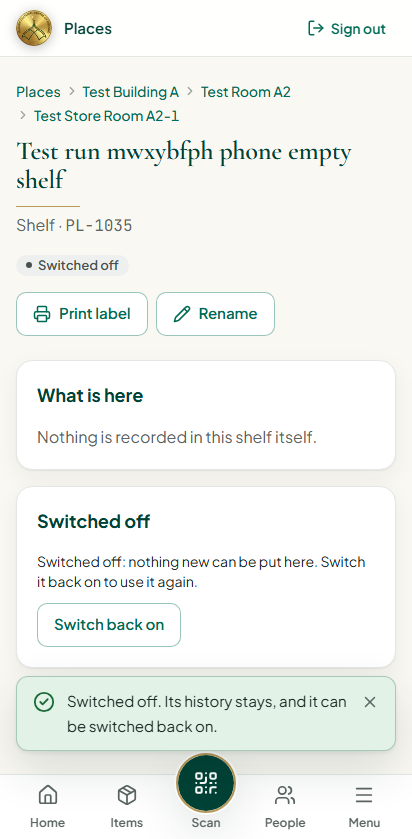 Places
Sign out
Places > Test Building A > Test Room A2
> Test Store Room A2-1
Test run mwxybfph phone empty
shelf
Shelf · PL-1035
Switched off
Print label
Rename
What is here
Nothing is recorded in this shelf itself.
Switched off
Switched off: nothing new can be put here. Switch
it back on to use it again.
Switch back on
Switched off. Its history stays, and it can
be switched back on.
Home
Items
Scan
People
Menu